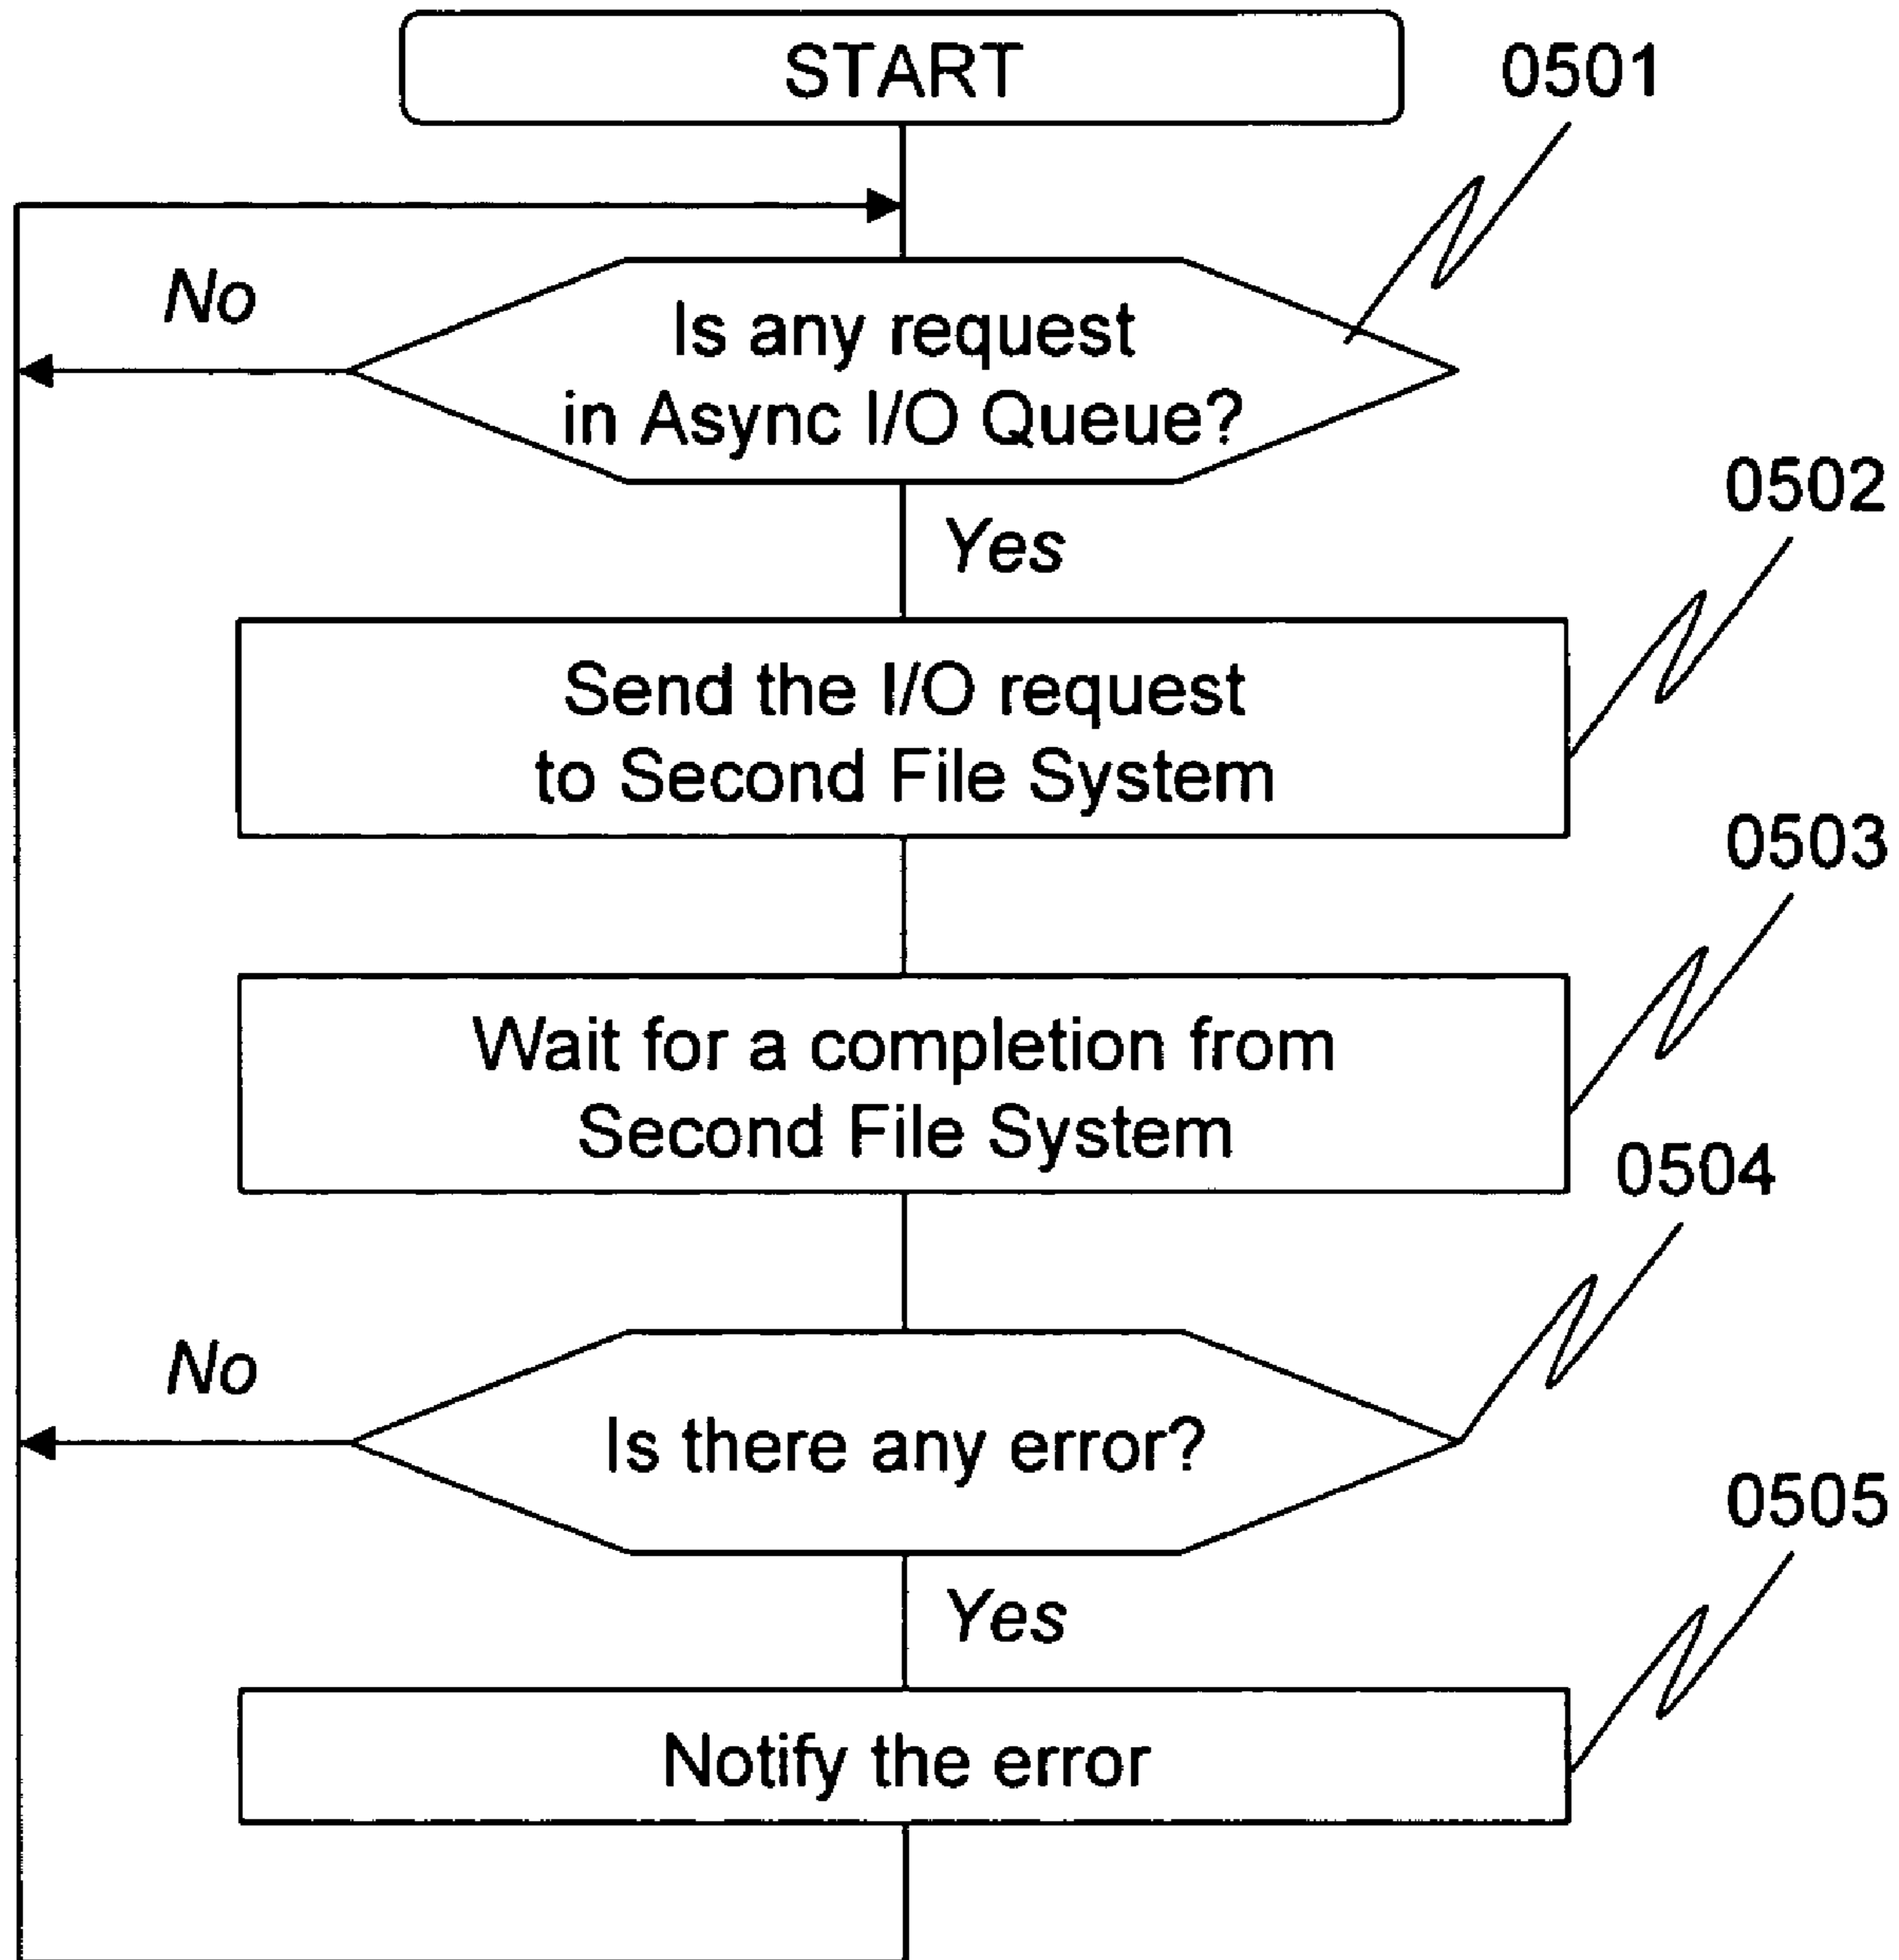 START
0501
No
Is any request
in Async I/O Queue?
Yes
0502
Send the I/O request
to Second File System
0503
Wait for a completion from
Second File System
0504
No
Is there any error?
Yes
0505
Notify the error